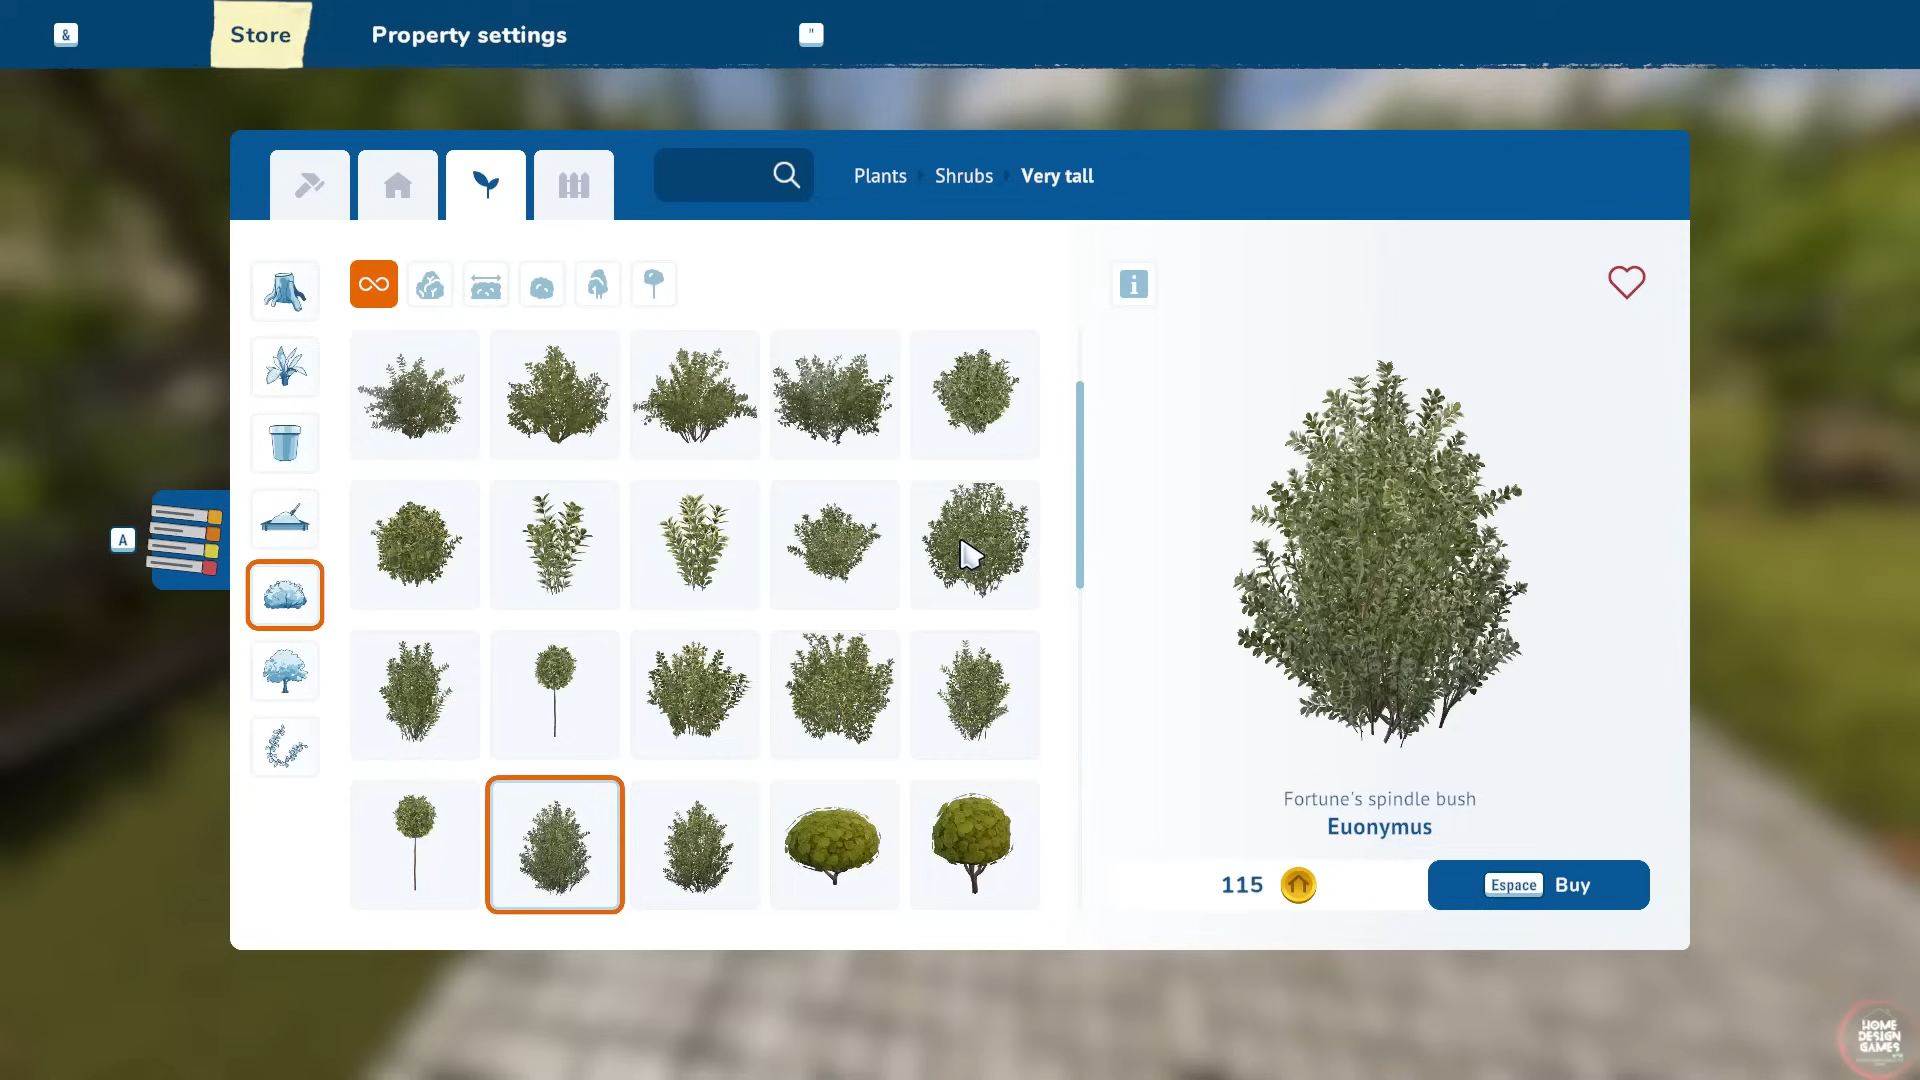 &
Store
Property settings
"
Plants
Shrubs
Very tall
A
i
Fortune's spindle bush
Euonymus
115
Espace
Buy
HOME
DESIGN
GAMES